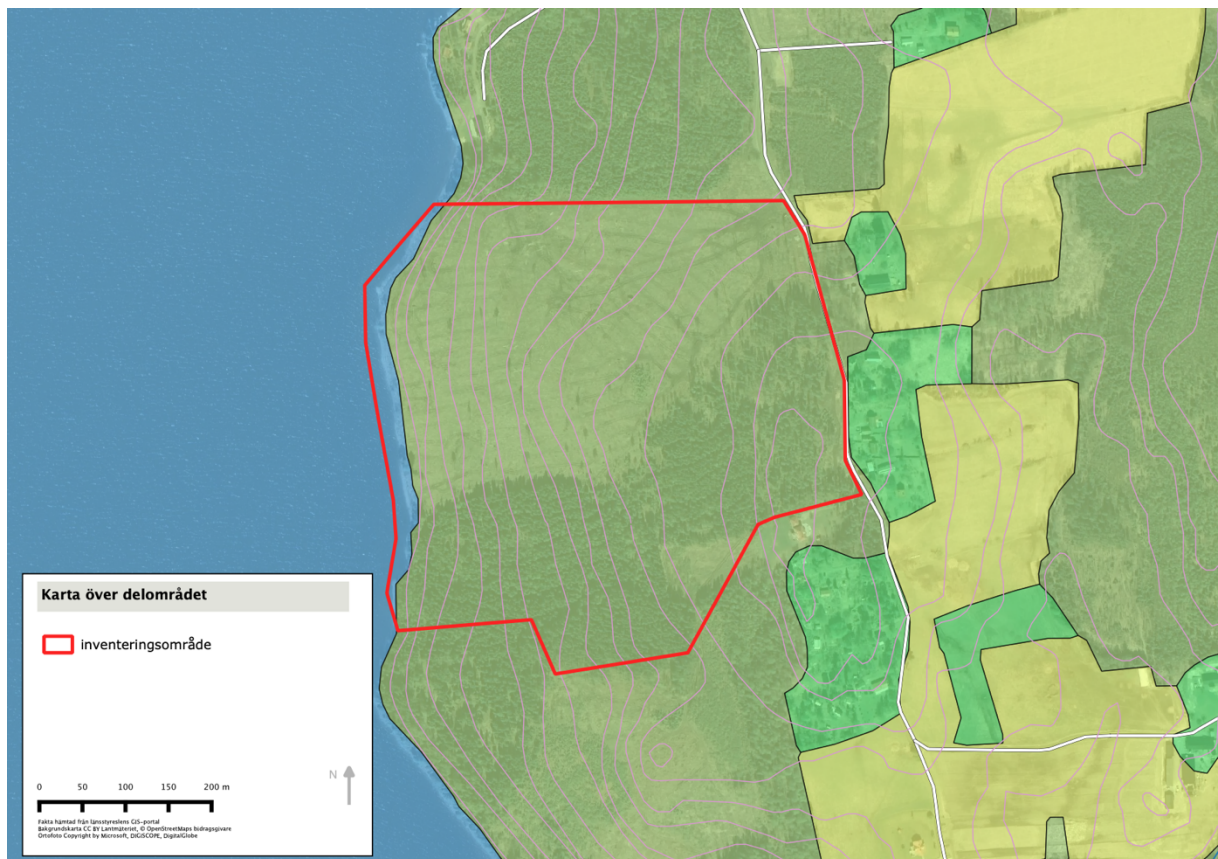 Karta över delområdet
inventeringsområde
N
0 50 100 150 200 m
Fakta hämtad från länsstyrelsens GIS-portal
Bakgrundskarta CC BY Lantmäteriet, © OpenStreetMaps bidragsgivare
Ortofoto Copyright by Microsoft, DIGISCOPE, DigitalGlobe